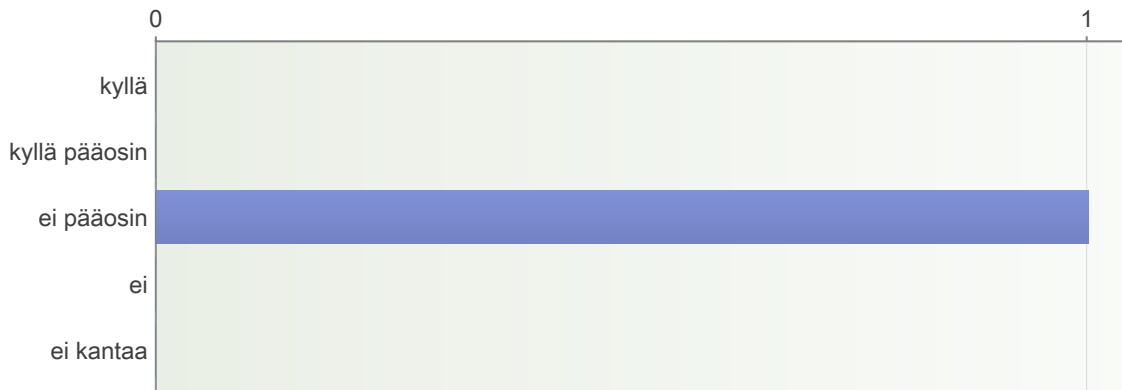 0 1
kyllä
kyllä pääosin
ei pääosin
ei
ei kantaa